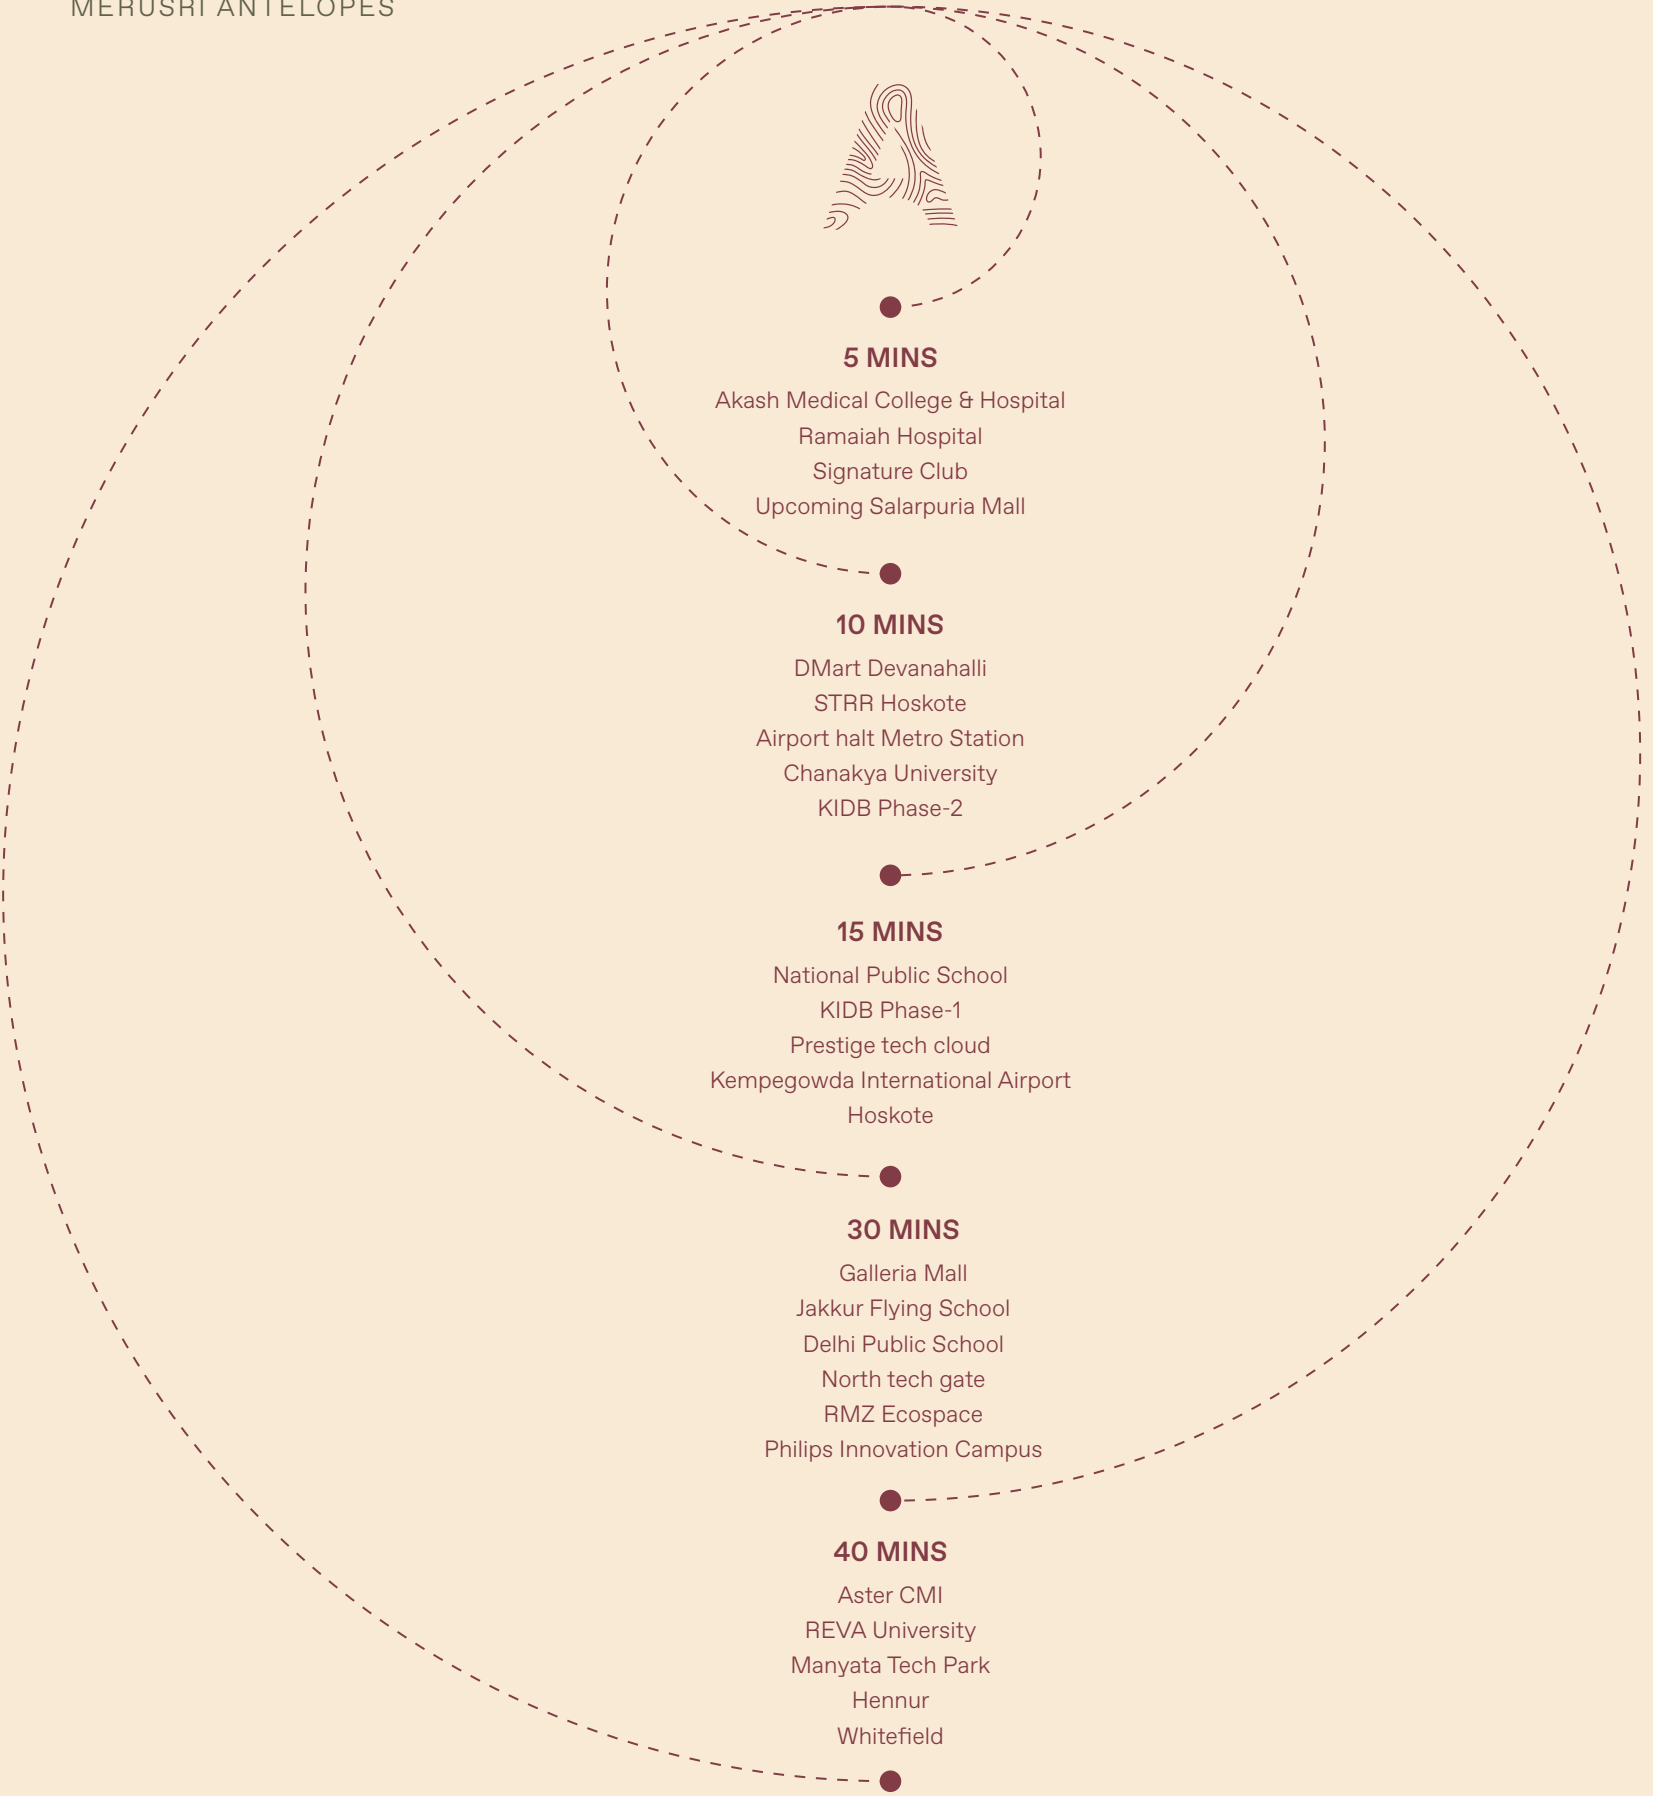 MERUSRI ANTELOPES
5 MINS
Akash Medical College & Hospital
Ramaiah Hospital
Signature Club
Upcoming Salarpuria Mall
10 MINS
DMart Devanahalli
STRR Hoskote
Airport halt Metro Station
Chanakya University
KIDB Phase-2
15 MINS
National Public School
KIDB Phase-1
Prestige tech cloud
Kempegowda International Airport
Hoskote
30 MINS
Galleria Mall
Jakkur Flying School
Delhi Public School
North tech gate
RMZ Ecospace
Philips Innovation Campus
40 MINS
Aster CMI
REVA University
Manyata Tech Park
Hennur
Whitefield